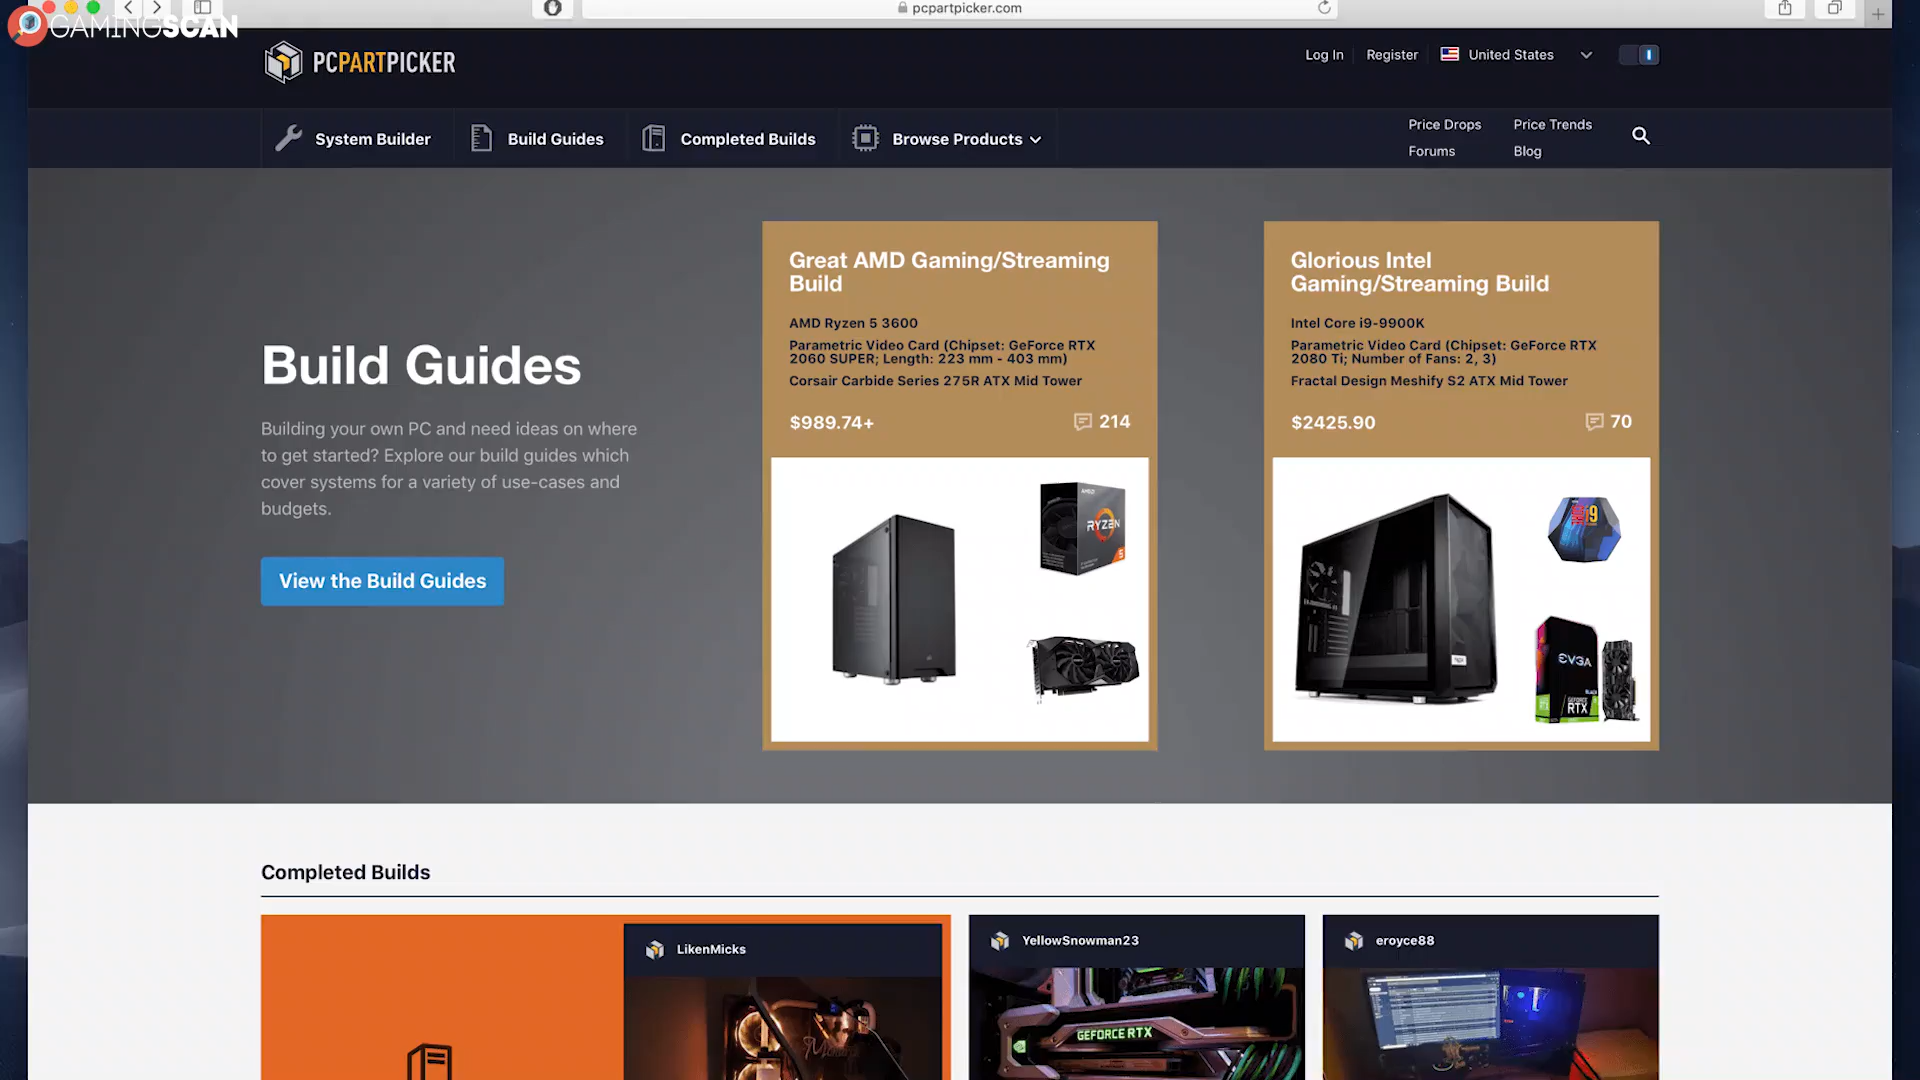 GAMINGSCAN
pcpartpicker.com
PCPARTPICKER
Log In
Register
United States
System Builder
Build Guides
Completed Builds
Browse Products
Price Drops
Price Trends
Forums
Blog
Build Guides
Building your own PC and need ideas on where
to get started? Explore our build guides which
cover systems for a variety of use-cases and
budgets.
View the Build Guides
Great AMD Gaming/Streaming
Build
AMD Ryzen 5 3600
Parametric Video Card (Chipset: GeForce RTX
2060 SUPER; Length: 223 mm - 403 mm)
Corsair Carbide Series 275R ATX Mid Tower
$989.74+
214
AMD
RYZEN
5
Glorious Intel
Gaming/Streaming Build
Intel Core i9-9900K
Parametric Video Card (Chipset: GeForce RTX
2080 Ti; Number of Fans: 2, 3)
Fractal Design Meshify S2 ATX Mid Tower
$2425.90
70
i9
EVGA
BLACK
GEFORCE
RTX
Completed Builds
LikenMicks
YellowSnowman23
GEFORCE RTX
eroyce88